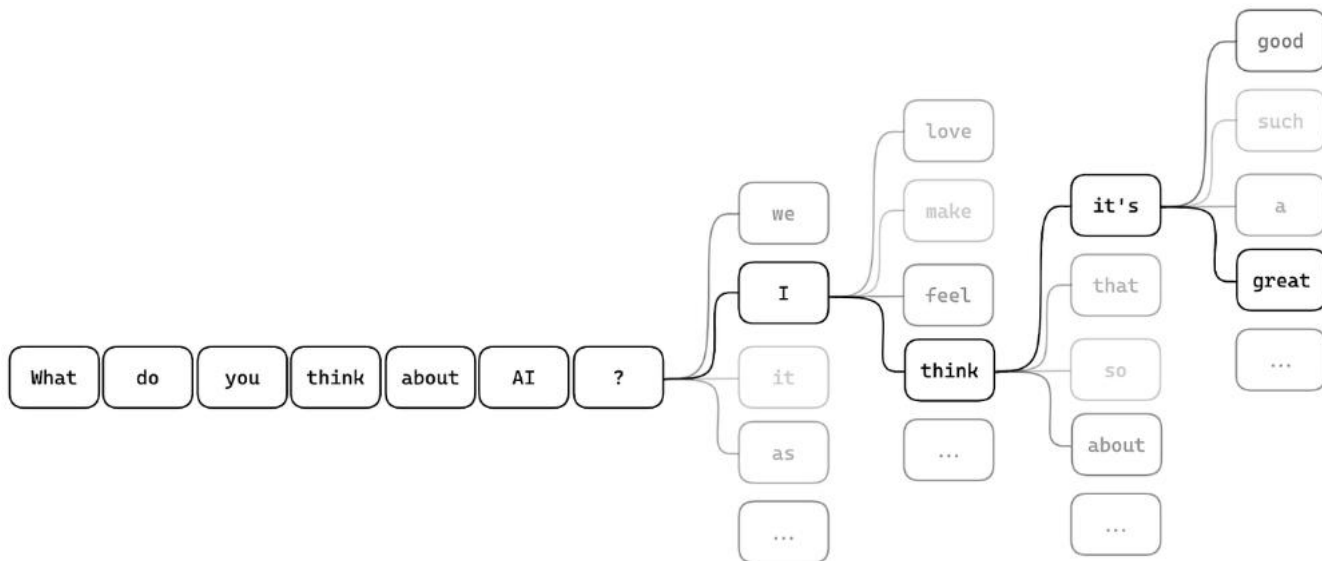 What do you think about AI ?
we
I
it
as
...
love
make
feel
think
...
it's
that
so
about
...
good
such
a
great
...